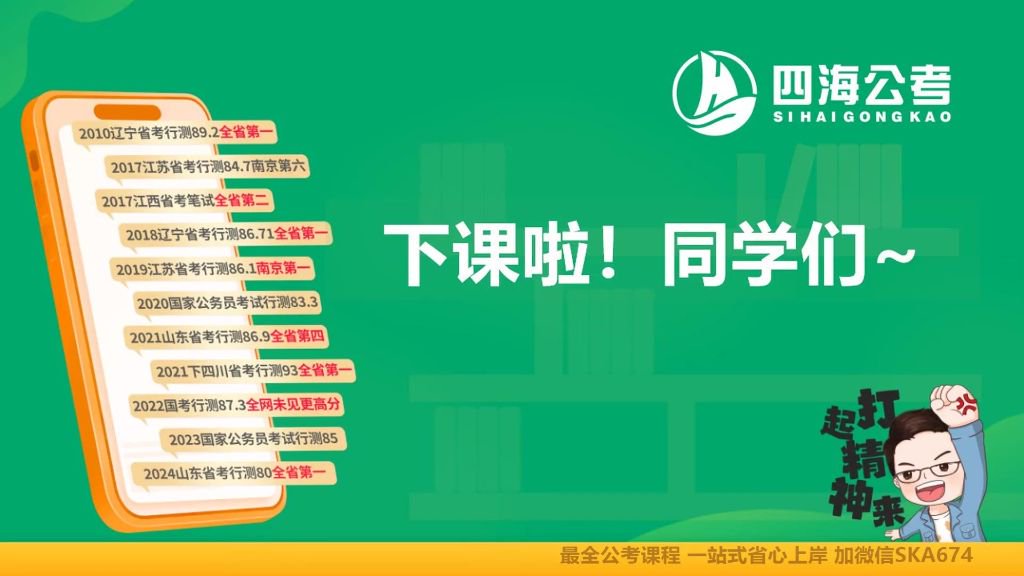 四海公考
SIHAIGONGKAO
2010辽宁省考行测89.2全省第一
2017江苏省考行测84.7南京第六
2017江西省考笔试全省第二
2018辽宁省考行测86.71全省第一
2019江苏省考行测86.1南京第一
2020国家公务员考试行测83.3
2021山东省考行测86.9全省第四
2021下四川省考行测93全省第一
2022国考行测87.3全网未见更高分
2023国家公务员考试行测85
2024山东省考行测80全省第一
下课啦！同学们~
打起精神来
最全公考课程 一站式省心上岸 加微信SKA674